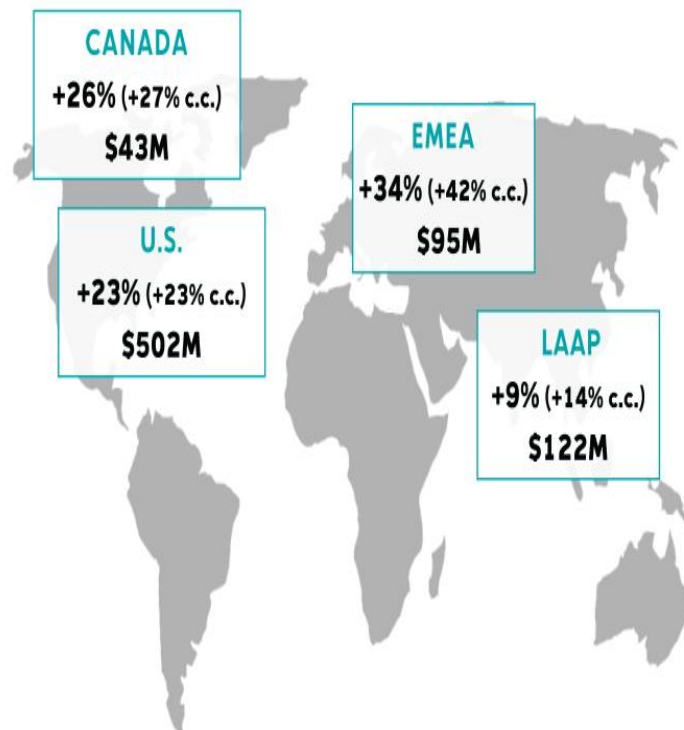 CANADA
+26% (+27% c.c.)
$43M
U.S.
+23% (+23% c.c.)
$502M
EMEA
+34% (+42% c.c.)
$95M
LAAP
+9% (+14% c.c.)
$122M